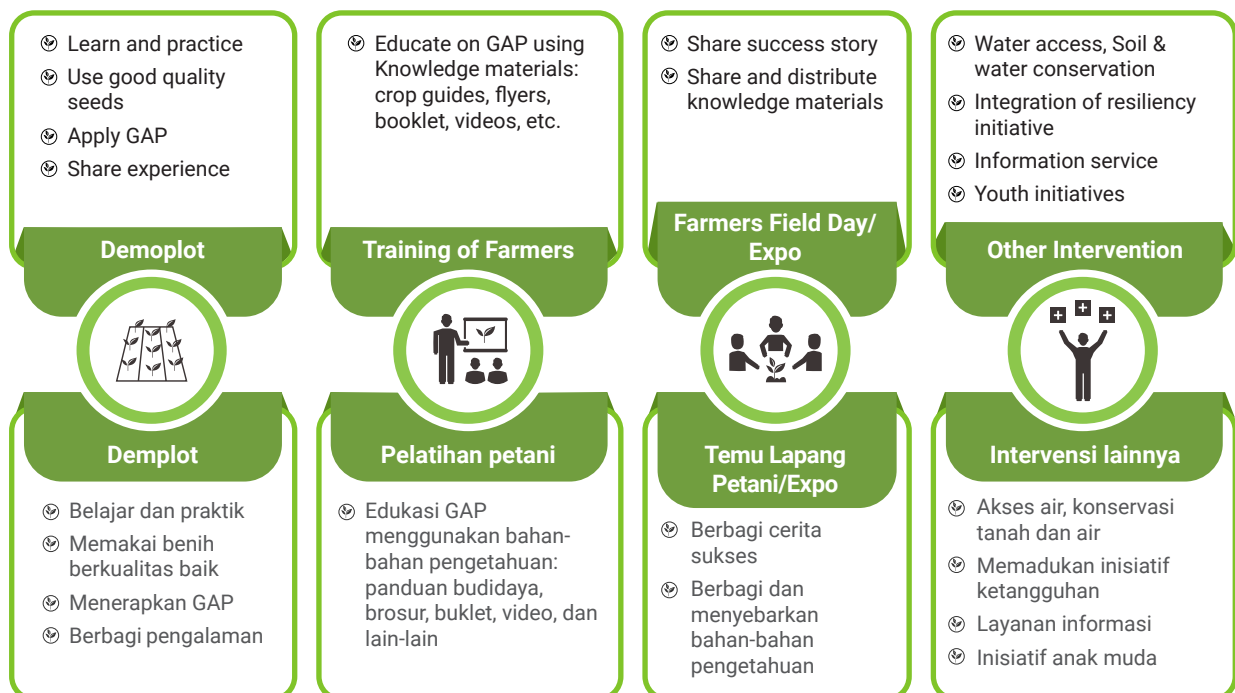 Learn and practice
Use good quality
seeds
Apply GAP
Share experience
Demoplot
Educate on GAP using
Knowledge materials:
crop guides, flyers,
booklet, videos, etc.
Training of Farmers
Share success story
Share and distribute
knowledge materials
Farmers Field Day/
Expo
Water access, Soil &
water conservation
Integration of resiliency
initiative
Information service
Youth initiatives
Other Intervention
Demplot
Belajar dan praktik
Memakai benih
berkualitas baik
Menerapkan GAP
Berbagi pengalaman
Pelatihan petani
Edukasi GAP
menggunakan bahan-
bahan pengetahuan:
panduan budidaya,
brosur, buklet, video, dan
lain-lain
Temu Lapang
Petani/Expo
Berbagi cerita
sukses
Berbagi dan
menyebarkan
bahan-bahan
pengetahuan
Intervensi lainnya
Akses air, konservasi
tanah dan air
Memadukan inisiatif
ketangguhan
Layanan informasi
Inisiatif anak muda